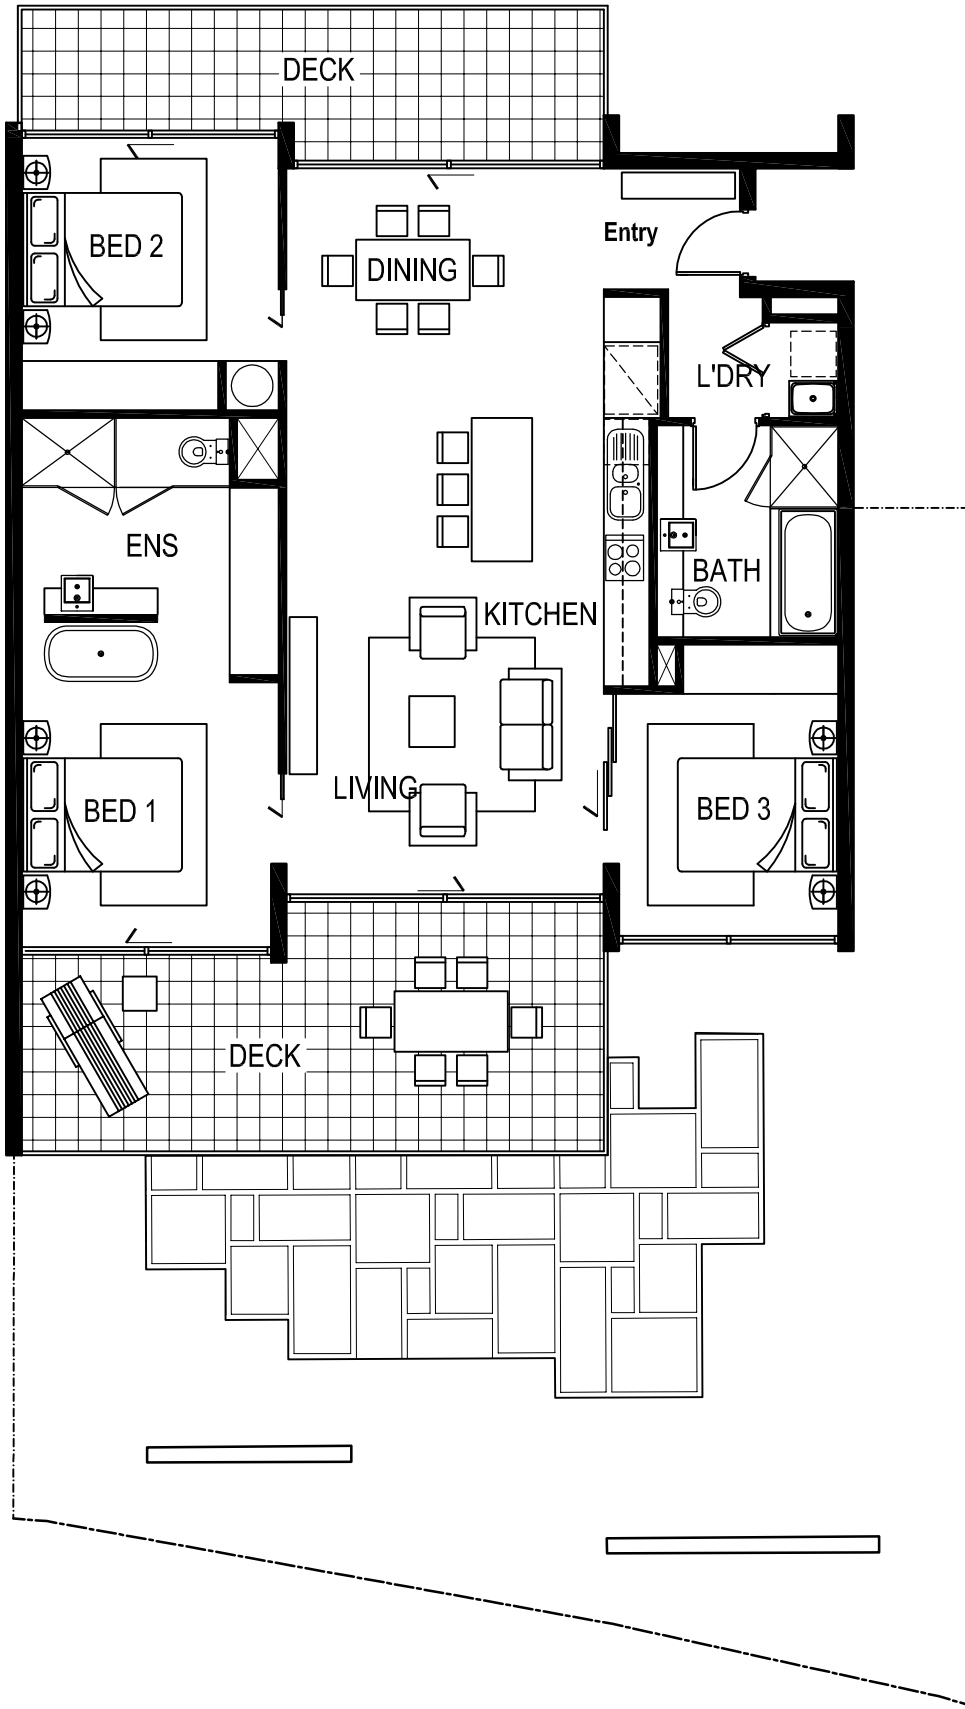 DECK
Entry
BED 2
DINING
L'DRY
ENS
BATH
KITCHEN
LIVING
BED 1
BED 3
DECK